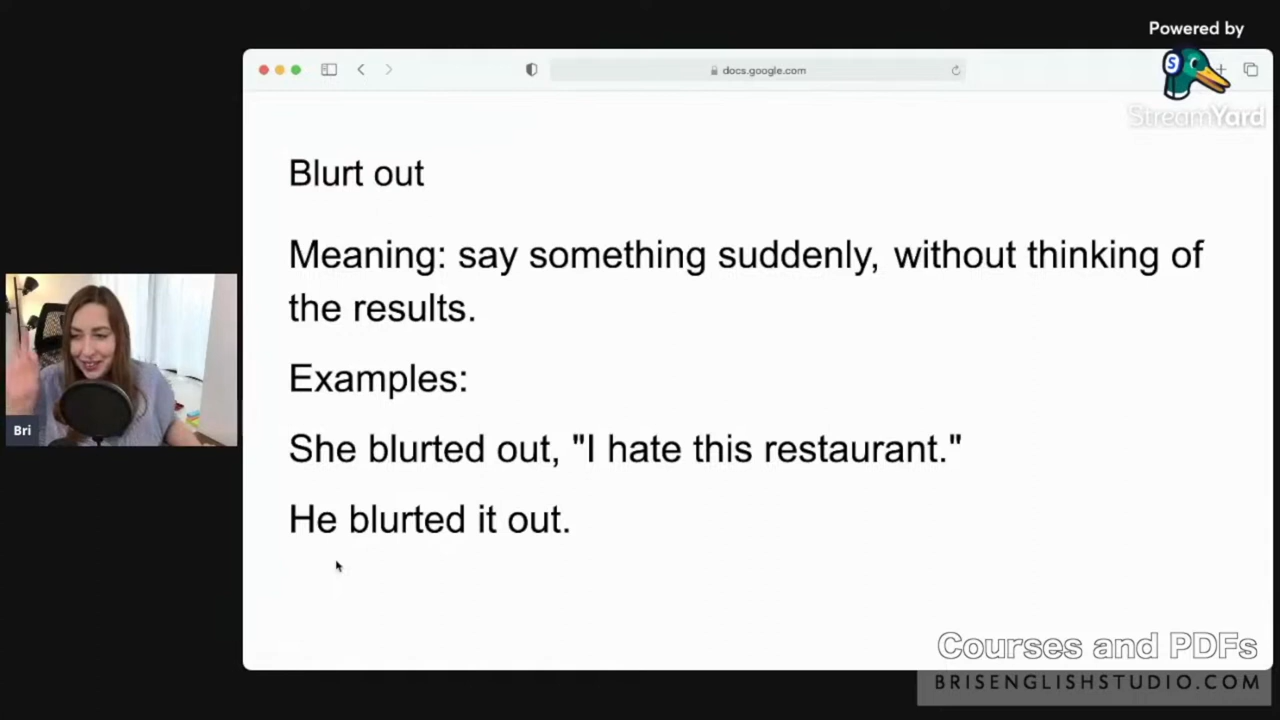 Powered by
S
StreamYard
docs.google.com
Blurt out
Meaning: say something suddenly, without thinking of
the results.
Examples:
She blurted out, "I hate this restaurant."
He blurted it out.
Bri
Courses and PDFs
BRISENGLISHSTUDIO.COM